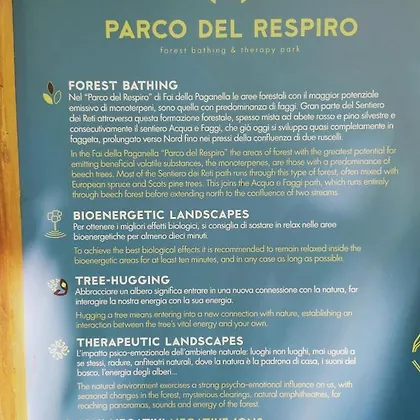 PARCO DEL RESPIRO
forest bathing & therapy park
FOREST BATHING
Nel "Parco del Respiro" di Fai della Paganella le aree forestali con il maggior potenziale
emissivo di monoterpeni, sono quella con predominanza di faggi. Gran parte del Sentiero
dei Reti attraversa questa formazione forestale, spesso mista ad abete rosso e pino silvestre e
consecutivamente il sentiero Acqua e Faggi, che già oggi si sviluppa quasi completamente in
faggeta, prolungato verso Nord fino nei pressi della confluenza di due ruscelli.
In the Fai della Paganella "Parco del Respiro" the areas of forest with the greatest potential for
emitting beneficial volatile substances, the monoterpenes, are those with a predominance of
beech trees. Most of the Sentiero dei Reti path runs through this type of forest, often mixed with
European spruce and Scots pine trees. This joins the Acqua e Faggi path, which runs entirely
through beech forest before extending north to the confluence of two streams.
BIOENERGETIC LANDSCAPES
Per ottenere i migliori effetti biologici, si consiglia di sostare in relax nelle aree
bioenergetiche per almeno dieci minuti.
To achieve the best biological effects it is recommended to remain relaxed inside the
bioenergetic areas for at least ten minutes, and in any case as long as possible.
TREE-HUGGING
Abbracciare un albero significa entrare in una nuova connessione con la natura, far
interagire la nostra energia con la sua energia.
Hugging a tree means entering into a new connection with nature, establishing an
interaction between the tree's vital energy and your own.
THERAPEUTIC LANDSCAPES
L'impatto psico-emozionale dell'ambiente naturale: luoghi non luoghi, mai uguali a
se stessi, radure, anfiteatri naturali, dove la natura è la padrona di casa, i suoni del
bosco, l'energia degli alberi...
The natural environment exercises a strong psycho-emotional influence on us, with
seasonal changes in the forest, mysterious clearings, natural amphitheatres, far
reaching panoramas, sounds and energy of the forest.